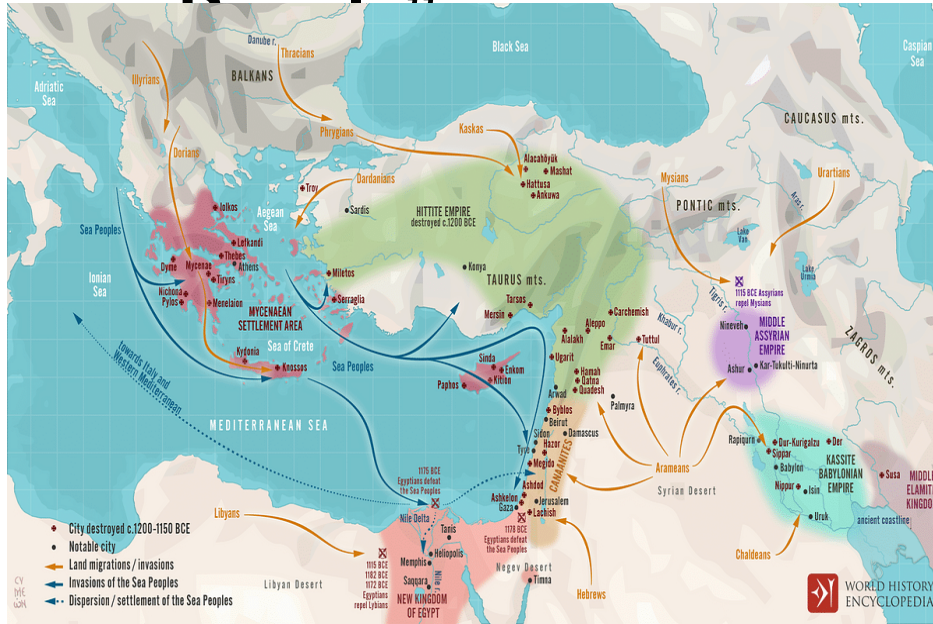 Black Sea
Caspian
Sea
Danube r.
Thracians
BALKANS
Illyrians
Adriatic
Sea
CAUCASUS mts.
Phrygians
Kaskas
Dorians
Alacahöyük
Mashat
Hattusa
Ankuwa
Dardanians
Troy
Sardis
Mysians
Urartians
PONTIC mts.
Aras r.
Iolkos
Aegean
Sea
HITTITE EMPIRE
destroyed c.1200 BCE
Lake
Van
Lake
Urmia
Sea Peoples
Lefkandi
Thebes
Athens
Dyme
Mycenae
Tiryns
Nichoria
Pylos
Menelaion
Ionian
Sea
Miletos
Serraglia
Konya
TAURUS mts.
Tarsos
Mersin
MYCENAEAN
SETTLEMENT AREA
Sea of Crete
Kydonia
Knossos
Sea Peoples
1115 BCE Assyrians
repel Mysians
Tigris r.
Khabur r.
Euphrates r.
Nineveh
MIDDLE
ASSYRIAN
EMPIRE
Ashur
Kar-Tukulti-Ninurta
ZAGROS mts.
Carchemish
Aleppo
Alalakh
Emar
Tuttul
Ugarit
Hamah
Qatna
Quadesh
Arwad
Palmyra
Sinda
Enkom
Kition
Paphos
towards Italy and
Western Mediterranean
MEDITERRANEAN SEA
Byblos
Beirut
Sidon
Damascus
Tyre
Hazor
Megido
CANAANITES
Ashdod
Ashkelon
Gaza
Jerusalem
Lachish
Arameans
Syrian Desert
Rapiqum
Dur-Kurigalzu
Der
Sippar
Babylon
KASSITE
BABYLONIAN
EMPIRE
Nippur
Isin
Uruk
Susa
MIDDL
ELAMIT
KINGDO
ancient coastline
Chaldeans
1175 BCE
Egyptians defeat
the Sea Peoples
Nile Delta
Tanis
1178 BCE
Egyptians defeat
the Sea Peoples
Libyans
Heliopolis
Memphis
Saqqara
Nile r.
Negev Desert
Timna
Hebrews
1115 BCE
1182 BCE
1172 BCE
Egyptians
repel Lybians
Libyan Desert
NEW KINGDOM
OF EGYPT
City destroyed c.1200-1150 BCE
Notable city
Land migrations / invasions
Invasions of the Sea Peoples
Dispersion / settlement of the Sea Peoples
WORLD HISTORY
ENCYCLOPEDIA